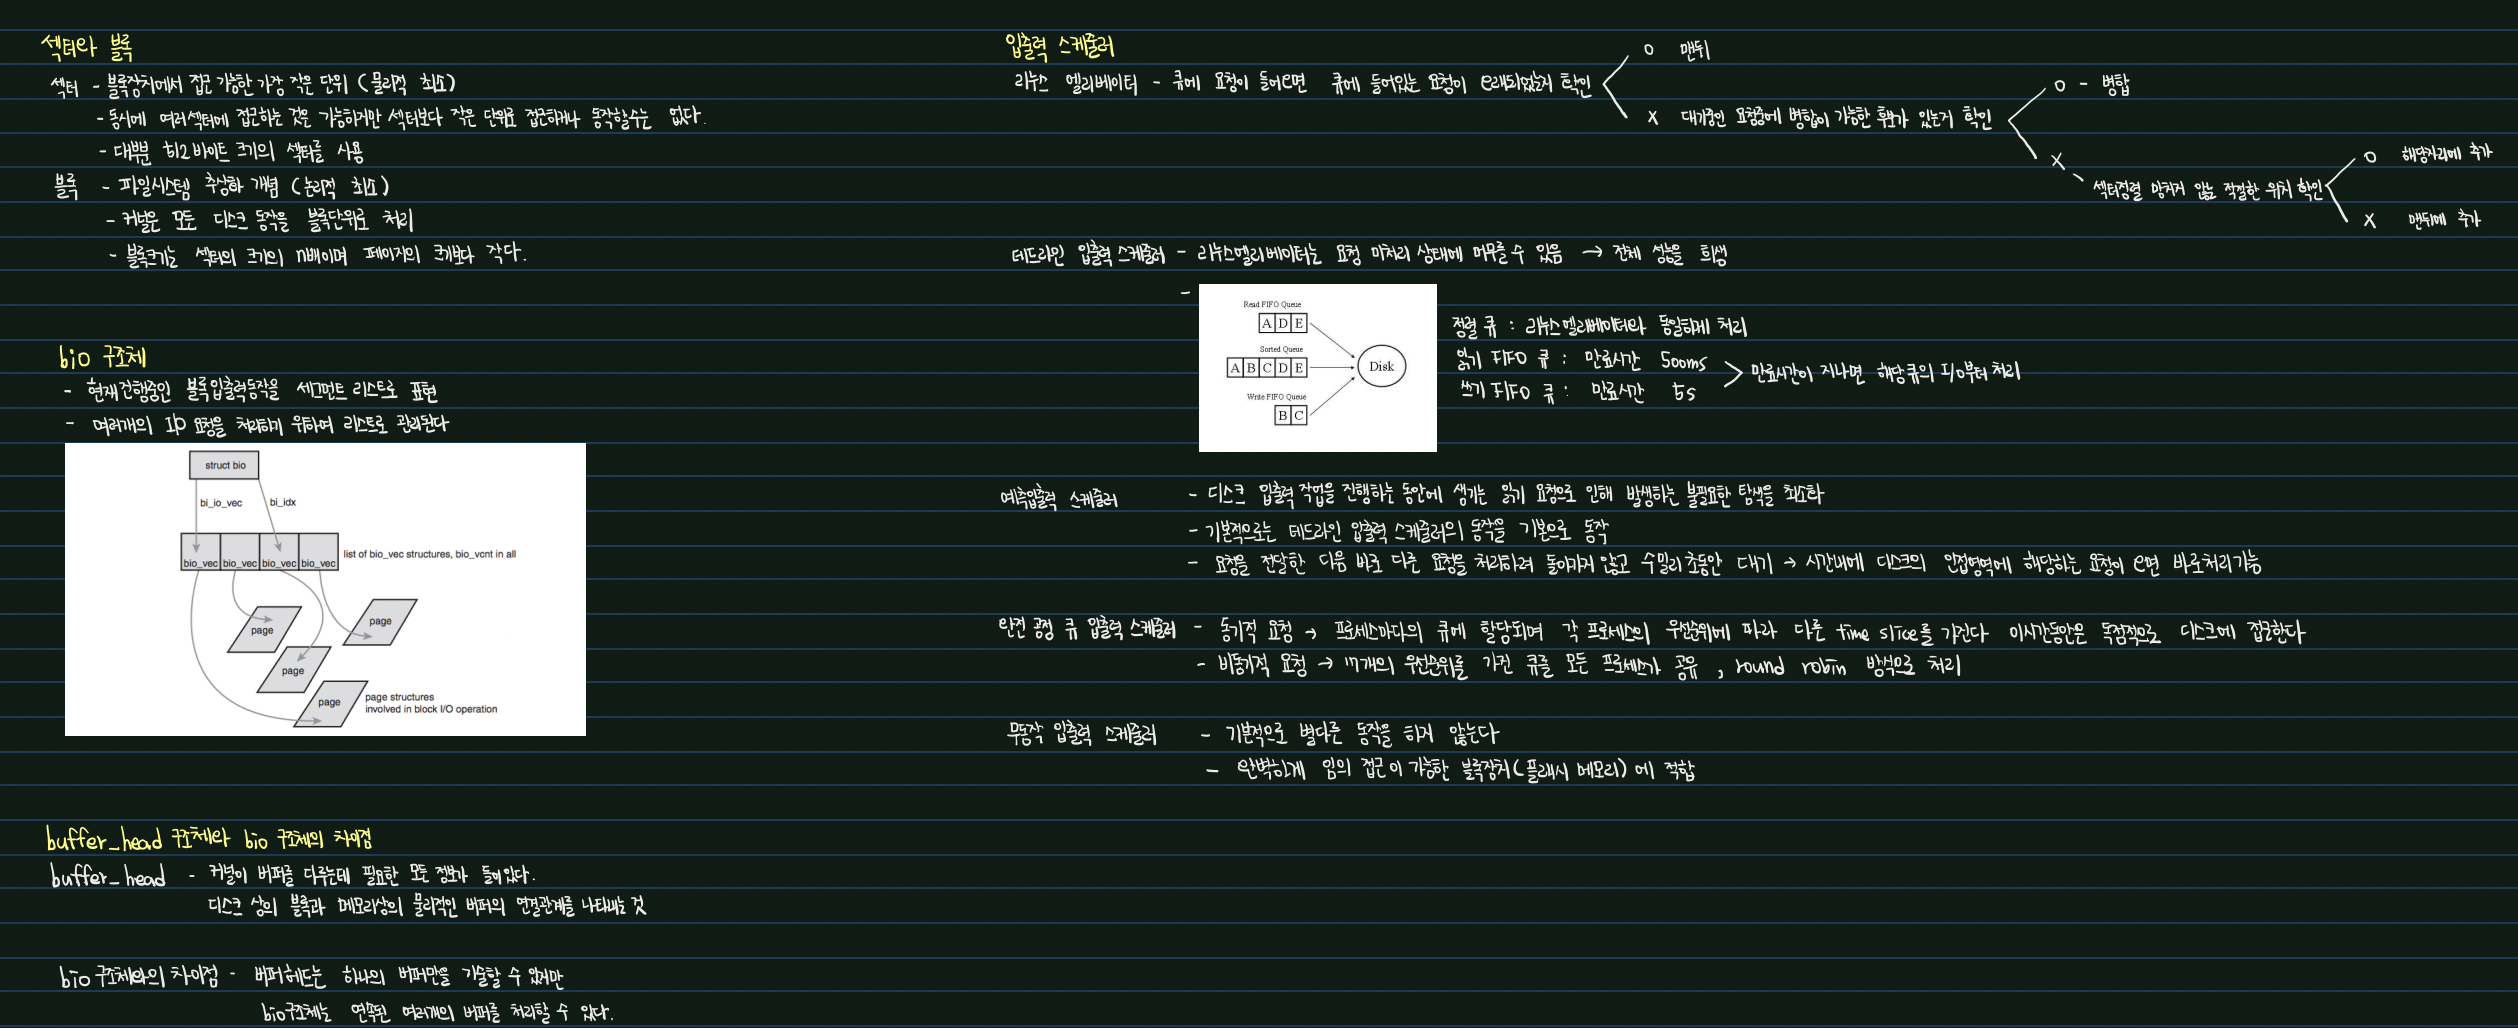 섹터와 블록
섹터 - 블록장치에서 접근 가능한 가장 작은 단위 (물리적 최소)
- 동시에 여러섹터에 접근하는 것은 가능하지만 섹터보다 작은 단위로 접근하거나 동작할수는 없다.
- 대부분 512바이트 크기의 섹터를 사용
블록 - 파일시스템 추상화 개념 (논리적 최소)
- 커널은 모든 디스크 동작을 블록단위로 처리
- 블록크기는 섹터의 크기의 n배이며 페이지의 크기보다 작다.
bio 구조체
- 현재진행중인 블록입출력동작을 세그먼트 리스트로 표현
- 여러개의 I/O 요청을 처리하기 위하여 리스트로 관리된다
struct bio
bi_io_vec
bi_idx
bio_vec bio_vec bio_vec bio_vec
list of bio_vec structures, bio_vcnt in all
page
page
page
page
page structures
involved in block I/O operation
buffer_head 구조체와 bio 구조체의 차이점
buffer_head - 커널이 버퍼를 다루는데 필요한 모든 정보가 들어있다.
디스크 상의 블록과 메모리상의 물리적인 버퍼의 연결관계를 나타내는 것
bio 구조체와의 차이점 - 버퍼헤드는 하나의 버퍼만을 기술할 수 있지만
bio구조체는 연속된 여러개의 버퍼를 처리할 수 있다.
입출력 스케줄러
리누스 엘리베이터 - 큐에 요청이 들어오면 큐에 들어있는 요청이 오래되었는지 확인
O 맨뒤
X 대기중인 요청중에 병합이 가능한 후보가 있는지 확인
O - 병합
X - 섹터정렬 망치지 않는 적절한 위치 확인
O 해당자리에 추가
X 맨뒤에 추가
데드라인 입출력 스케줄러 - 리누스엘리베이터는 요청 미처리 상태에 머무를 수 있음 → 전체 성능을 희생
-
Read FIFO Queue
A D E
Sorted Queue
A B C D E
Write FIFO Queue
B C
Disk
정렬 큐 : 리누스엘리베이터와 동일하게 처리
읽기 FIFO 큐 : 만료시간 500ms
쓰기 FIFO 큐 : 만료시간 5s
만료시간이 지나면 해당큐의 I/O부터 처리
예측입출력 스케줄러 - 디스크 입출력 작업을 진행하는 동안에 생기는 읽기 요청으로 인해 발생하는 불필요한 탐색을 최소화
- 기본적으로는 데드라인 입출력 스케줄러의 동작을 기본으로 동작
- 요청을 전달한 다음 바로 다른 요청을 처리하려 돌아가지 않고 수밀리초동안 대기 → 시간내에 디스크의 인접영역에 해당하는 요청이 오면 바로처리가능
완전 공정 큐 입출력 스케줄러 - 동기적 요청 → 프로세스마다의 큐에 할당되며 각 프로세스의 우선순위에 따라 다른 time slice를 가진다 이시간동안은 독점적으로 디스크에 접근한다
- 비동기적 요청 → 17개의 우선순위를 가진 큐를 모든 프로세스가 공유, round robin 방식으로 처리
무동작 입출력 스케줄러 - 기본적으로 별다른 동작을 하지 않는다
- 완벽하게 임의 접근이 가능한 블록장치(플래시 메모리)에 적합